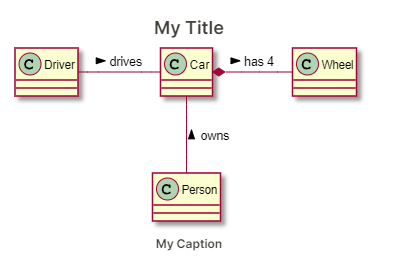 My Title
C Driver
drives
C Car
has 4
C Wheel
owns
C Person
My Caption